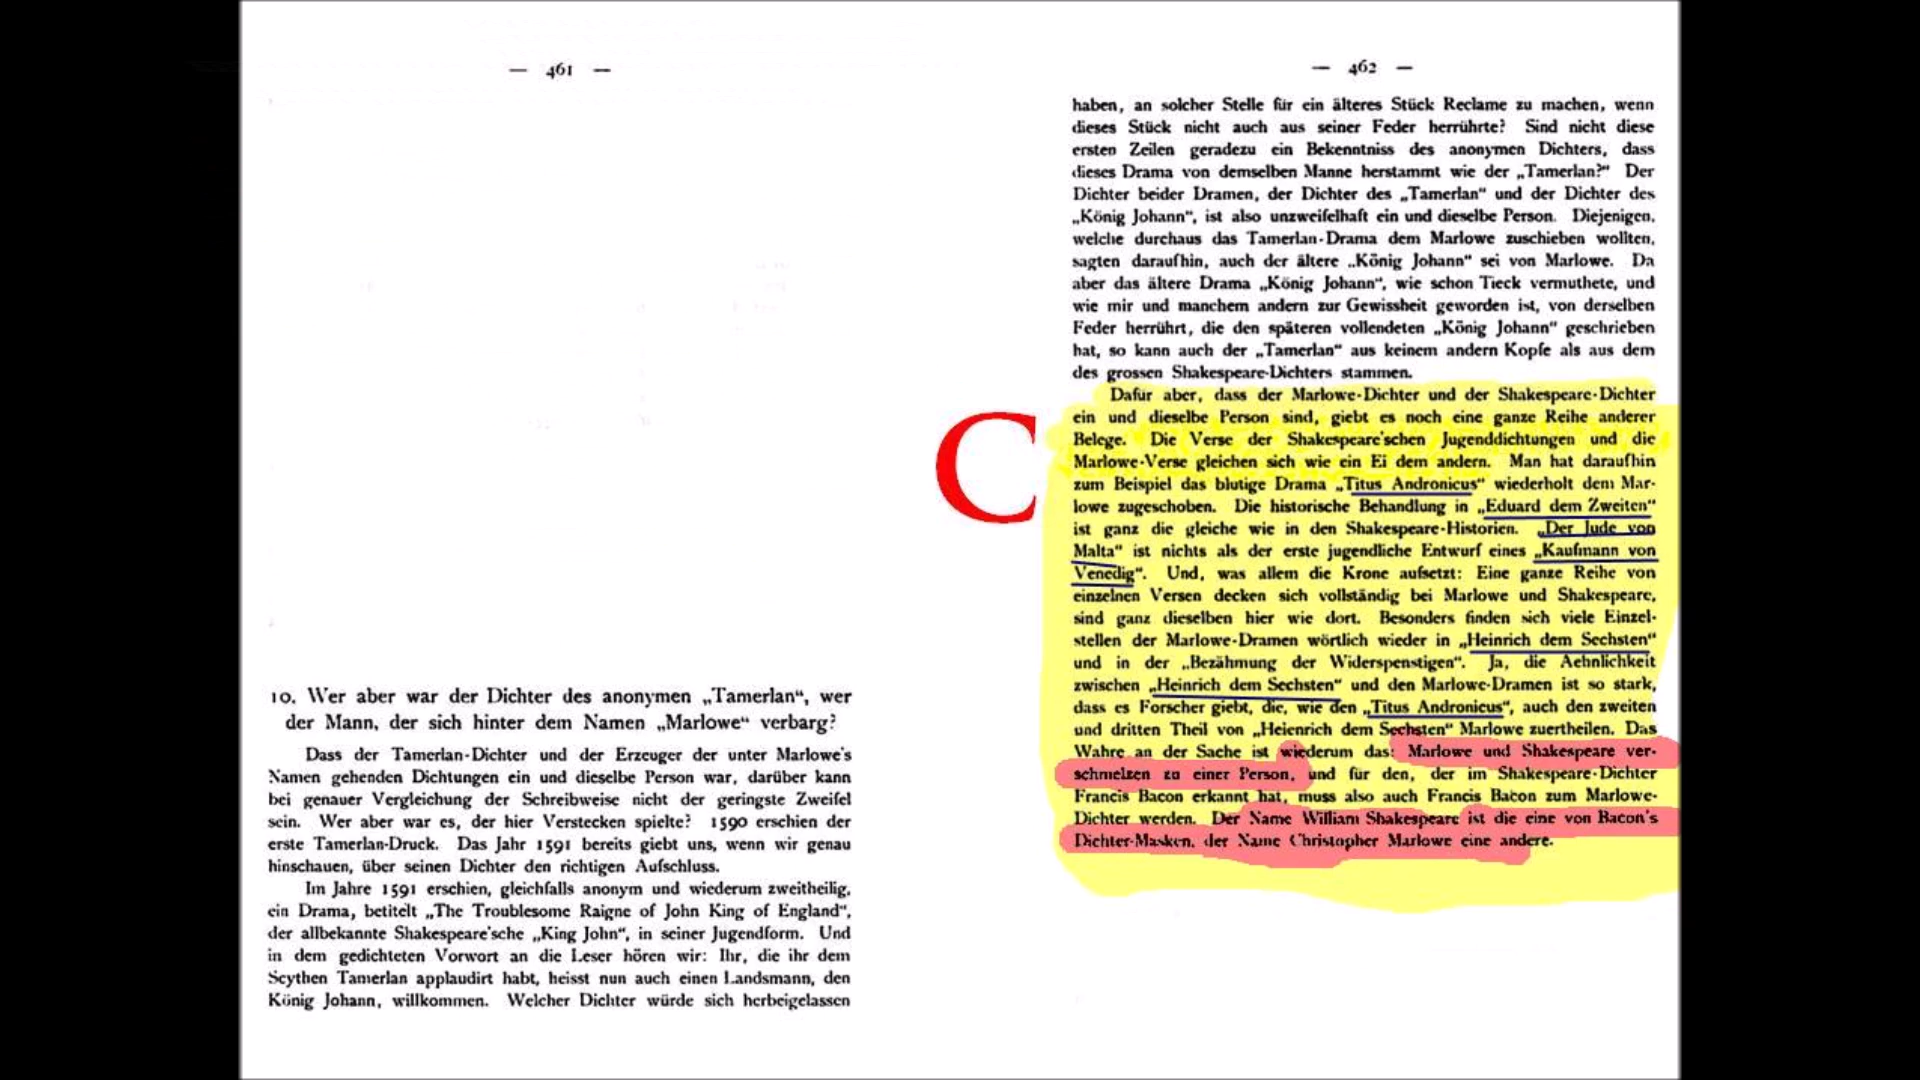 — 461 —
10. Wer aber war der Dichter des anonymen „Tamerlan“, wer
der Mann, der sich hinter dem Namen „Marlowe“ verbarg?
Dass der Tamerlan-Dichter und der Erzeuger der unter Marlowe's
Namen gehenden Dichtungen ein und dieselbe Person war, darüber kann
bei genauer Vergleichung der Schreibweise nicht der geringste Zweifel
sein. Wer aber war es, der hier Verstecken spielte? 1590 erschien der
erste Tamerlan-Druck. Das Jahr 1591 bereits giebt uns, wenn wir genau
hinschauen, über seinen Dichter den richtigen Aufschluss.
Im Jahre 1591 erschien, gleichfalls anonym und wiederum zweitheilig,
ein Drama, betitelt „The Troublesome Raigne of John King of England“,
der allbekannte Shakespeare'sche „King John“, in seiner Jugendform. Und
in dem gedichteten Vorwort an die Leser hören wir: Ihr, die ihr dem
Scythen Tamerlan applaudirt habt, heisst nun auch einen Landsmann, den
König Johann, willkommen. Welcher Dichter würde sich herbeigelassen
— 462 —
haben, an solcher Stelle für ein älteres Stück Reclame zu machen, wenn
dieses Stück nicht auch aus seiner Feder herrührte? Sind nicht diese
ersten Zeilen geradezu ein Bekenntniss des anonymen Dichters, dass
dieses Drama von demselben Manne herstammt wie der „Tamerlan?“ Der
Dichter beider Dramen, der Dichter des „Tamerlan“ und der Dichter des
„König Johann“, ist also unzweifelhaft ein und dieselbe Person. Diejenigen,
welche durchaus das Tamerlan-Drama dem Marlowe zuschieben wollten,
sagten daraufhin, auch der ältere „König Johann“ sei von Marlowe. Da
aber das ältere Drama „König Johann“, wie schon Tieck vermuthete, und
wie mir und manchem andern zur Gewissheit geworden ist, von derselben
Feder herrührt, die den späteren vollendeten „König Johann“ geschrieben
hat, so kann auch der „Tamerlan“ aus keinem andern Kopfe als aus dem
des grossen Shakespeare-Dichters stammen.
C
Dafür aber, dass der Marlowe-Dichter und der Shakespeare-Dichter
ein und dieselbe Person sind, giebt es noch eine ganze Reihe anderer
Belege. Die Verse der Shakespeare'schen Jugenddichtungen und die
Marlowe-Verse gleichen sich wie ein Ei dem andern. Man hat daraufhin
zum Beispiel das blutige Drama „Titus Andronicus“ wiederholt dem Mar-
lowe zugeschoben. Die historische Behandlung in „Eduard dem Zweiten“
ist ganz die gleiche wie in den Shakespeare-Historien. „Der Jude von
Malta“ ist nichts als der erste jugendliche Entwurf eines „Kaufmann von
Venedig“. Und, was allem die Krone aufsetzt: Eine ganze Reihe von
einzelnen Versen decken sich vollständig bei Marlowe und Shakespeare,
sind ganz dieselben hier wie dort. Besonders finden sich viele Einzel-
stellen der Marlowe-Dramen wörtlich wieder in „Heinrich dem Sechsten“
und in der „Bezähmung der Widerspenstigen“. Ja, die Aehnlichkeit
zwischen „Heinrich dem Sechsten“ und den Marlowe-Dramen ist so stark,
dass es Forscher giebt, die, wie den „Titus Andronicus“, auch den zweiten
und dritten Theil von „Heienrich dem Sechsten“ Marlowe zuertheilen. Das
Wahre an der Sache ist wiederum das: Marlowe und Shakespeare ver-
schmelzen zu einer Person, und für den, der im Shakespeare-Dichter
Francis Bacon erkannt hat, muss also auch Francis Bacon zum Marlowe-
Dichter werden. Der Name William Shakespeare ist die eine von Bacon's
Dichter-Masken, der Name Christopher Marlowe eine andere.